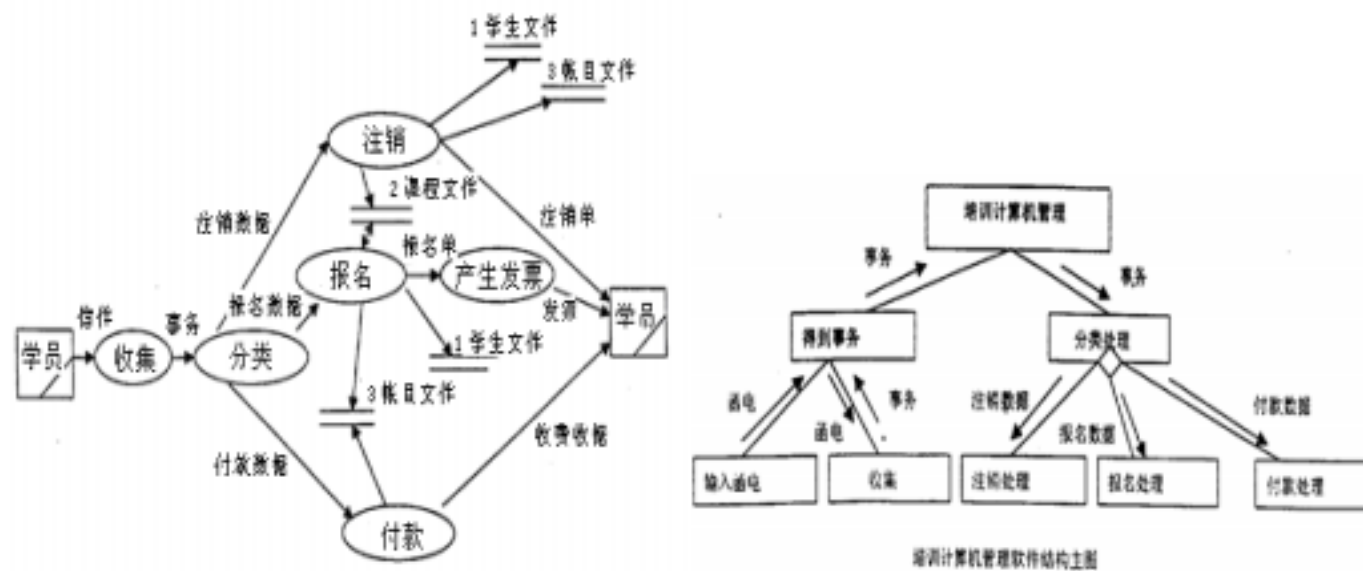 1 学生文件
3 帐目文件
注销
2 课程文件
注销数据
注销单
报名单
报名
产生发票
报名数据
发票
学员
信件
事务
学员
收集
分类
1 学生文件
3 帐目文件
付款数据
收费收据
付款
培训计算机管理
事务
事务
得到事务
分类处理
函电
函电
事务
注销数据
报名数据
付款数据
输入函电
收集
注销处理
报名处理
付款处理
培训计算机管理软件结构主图